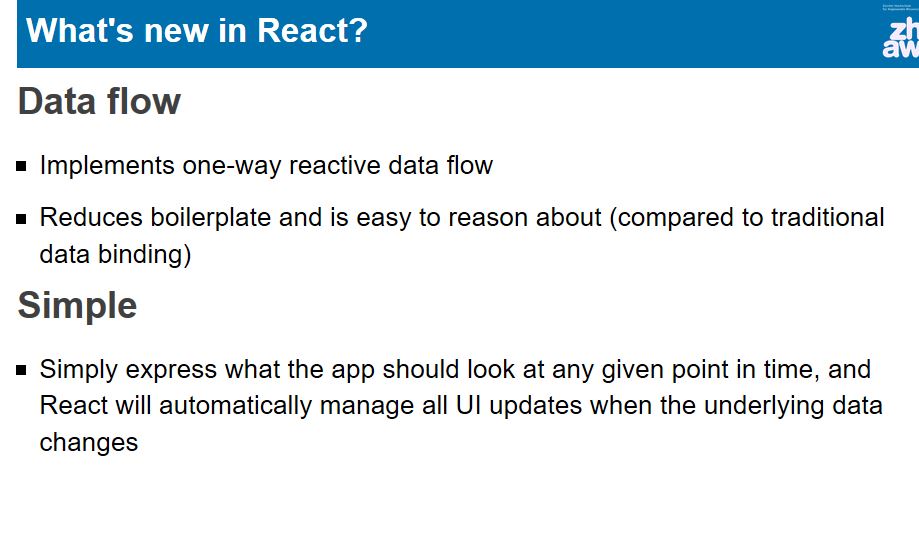 What's new in React?
zh
aw
Data flow
Implements one-way reactive data flow
Reduces boilerplate and is easy to reason about (compared to traditional
data binding)
Simple
Simply express what the app should look at any given point in time, and
React will automatically manage all UI updates when the underlying data
changes